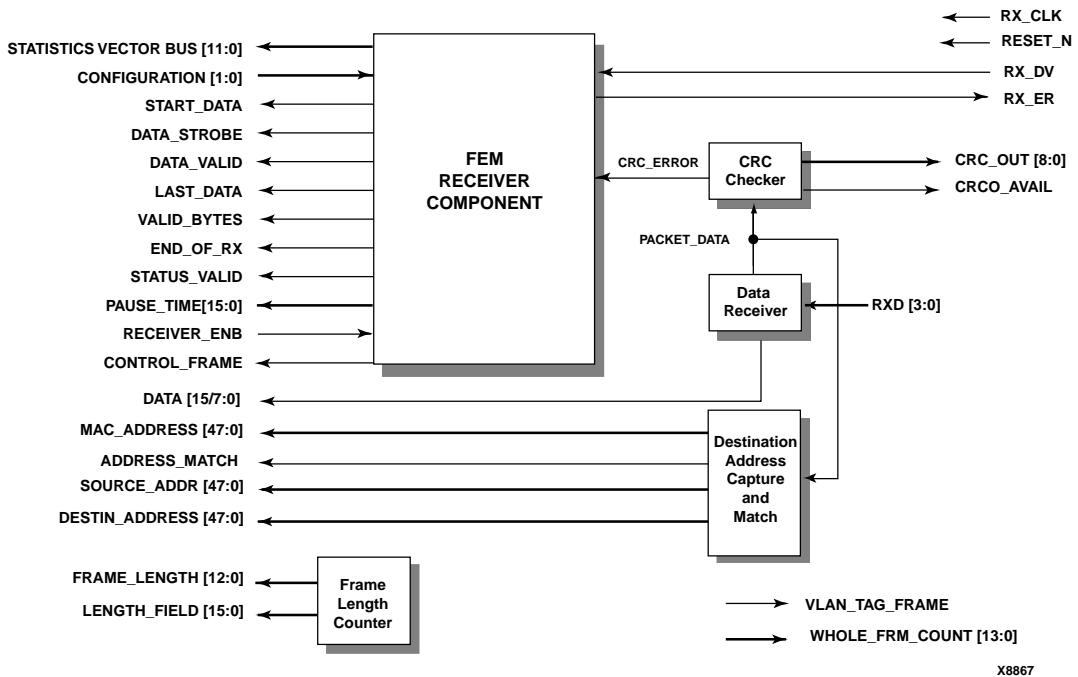 STATISTICS VECTOR BUS [11:0]
CONFIGURATION [1:0]
START_DATA
DATA_STROBE
DATA_VALID
LAST_DATA
VALID_BYTES
END_OF_RX
STATUS_VALID
PAUSE_TIME[15:0]
RECEIVER_ENB
CONTROL_FRAME
DATA [15/7:0]
MAC_ADDRESS [47:0]
ADDRESS_MATCH
SOURCE_ADDR [47:0]
DESTIN_ADDRESS [47:0]
FRAME_LENGTH [12:0]
LENGTH_FIELD [15:0]
FEM
RECEIVER
COMPONENT
Frame
Length
Counter
CRC_ERROR
PACKET_DATA
CRC
Checker
Data
Receiver
Destination
Address
Capture
and
Match
RX_CLK
RESET_N
RX_DV
RX_ER
CRC_OUT [8:0]
CRCO_AVAIL
RXD [3:0]
VLAN_TAG_FRAME
WHOLE_FRM_COUNT [13:0]
X8867